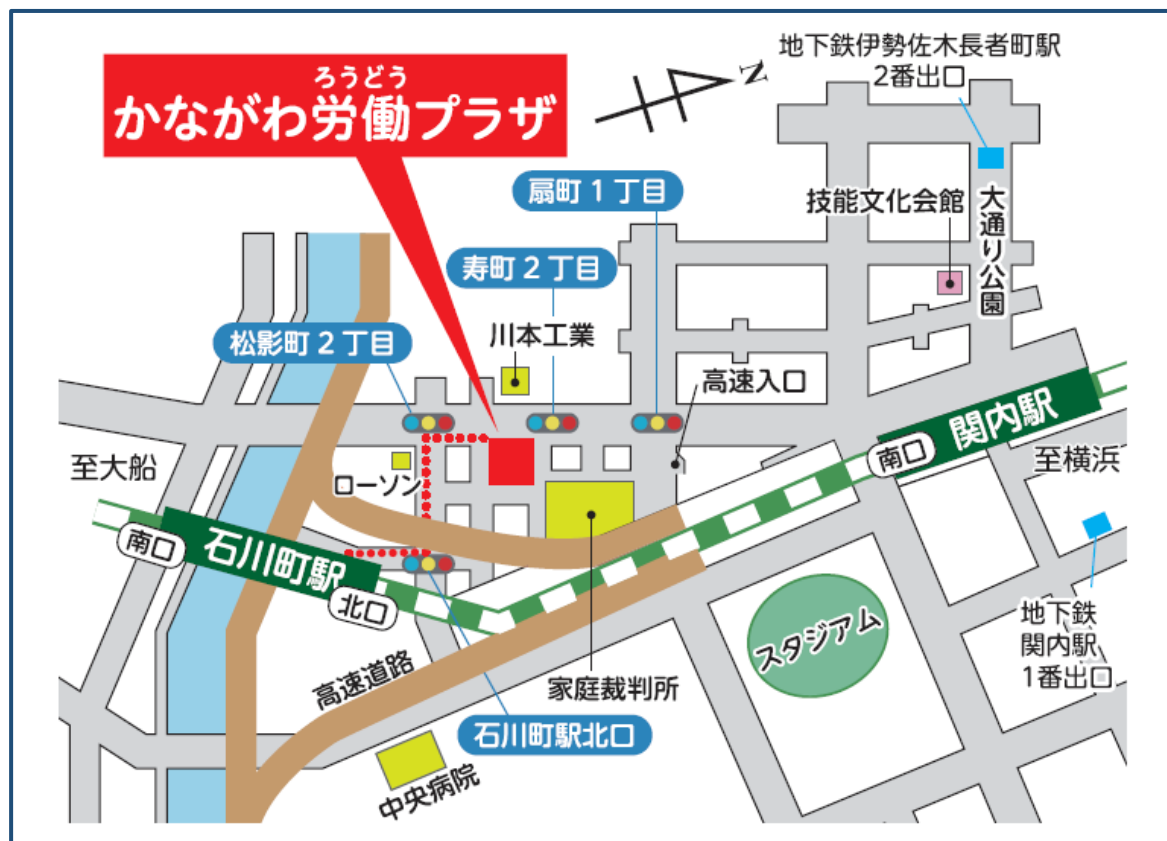 地下鉄伊勢佐木長者町駅
2番出口
ろうどう
かながわ労働プラザ
N
扇町1丁目
技能文化会館
大通り公園
寿町2丁目
川本工業
松影町2丁目
高速入口
関内駅
南口
至大船
至横浜
ローソン
南口
石川町駅
北口
スタジアム
地下鉄
関内駅
1番出口
高速道路
家庭裁判所
石川町駅北口
中央病院